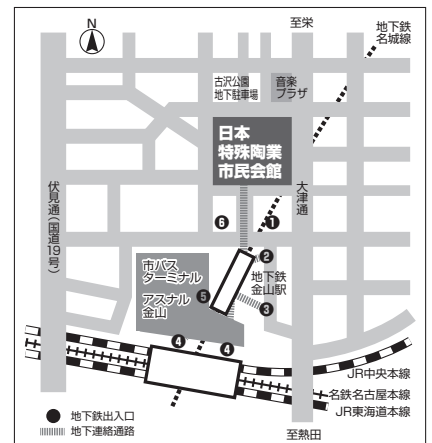 N
至栄
地下鉄
名城線
古沢公園
地下駐車場
音楽
プラザ
日本
特殊陶業
市民会館
伏見通(国道19号)
大津通
❻
❶
❷
市バス
ターミナル
地下鉄
金山駅
❺
❸
アスナル
金山
❹
❹
JR中央本線
名鉄名古屋本線
JR東海道本線
● 地下鉄出入口
地下連絡通路
至熱田